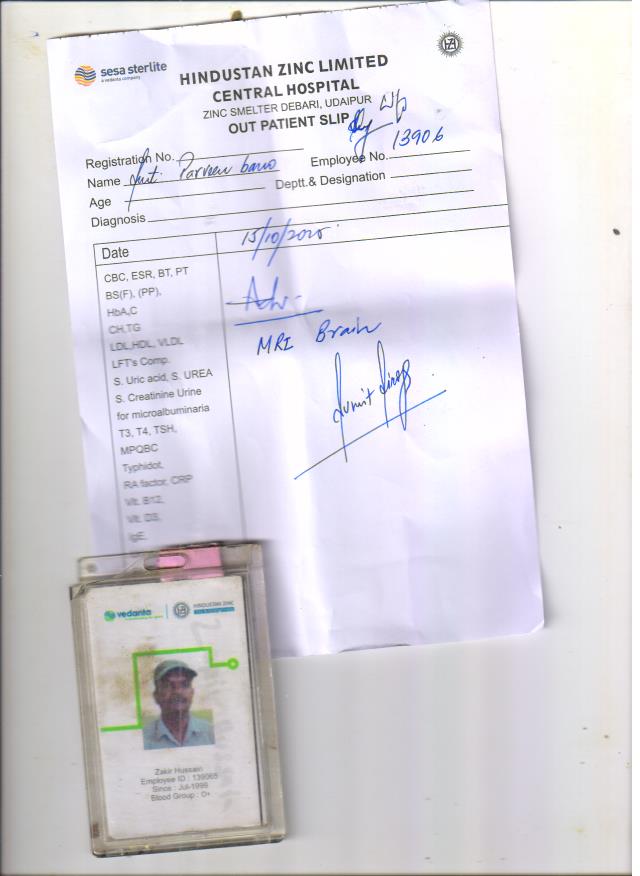 sesa sterlite
a vedanta company
HINDUSTAN ZINC LIMITED
CENTRAL HOSPITAL
ZINC SMELTER DEBARI, UDAIPUR
OUT PATIENT SLIP
W/o
Registration No.
Employee No. 13906
Name Smt. Parveen bano
Age
Deptt.& Designation
Diagnosis
Date
15/10/2025
CBC, ESR, BT, PT
BS(F), (PP),
HbA,C
CH,TG
LDL,HDL, VLDL
LFT's Comp.
S. Uric acid, S. UREA
S. Creatinine Urine
for microalbuminaria
T3, T4, TSH,
MPQBC
Typhidot,
RA factor, CRP
Vit. B12,
Vit. D3,
IgE,
Adv.
MRI Brain
vedanta
HINDUSTAN ZINC
Zakir Hussain
Employee ID : 139065
Since : Jul-1999
Blood Group : O+